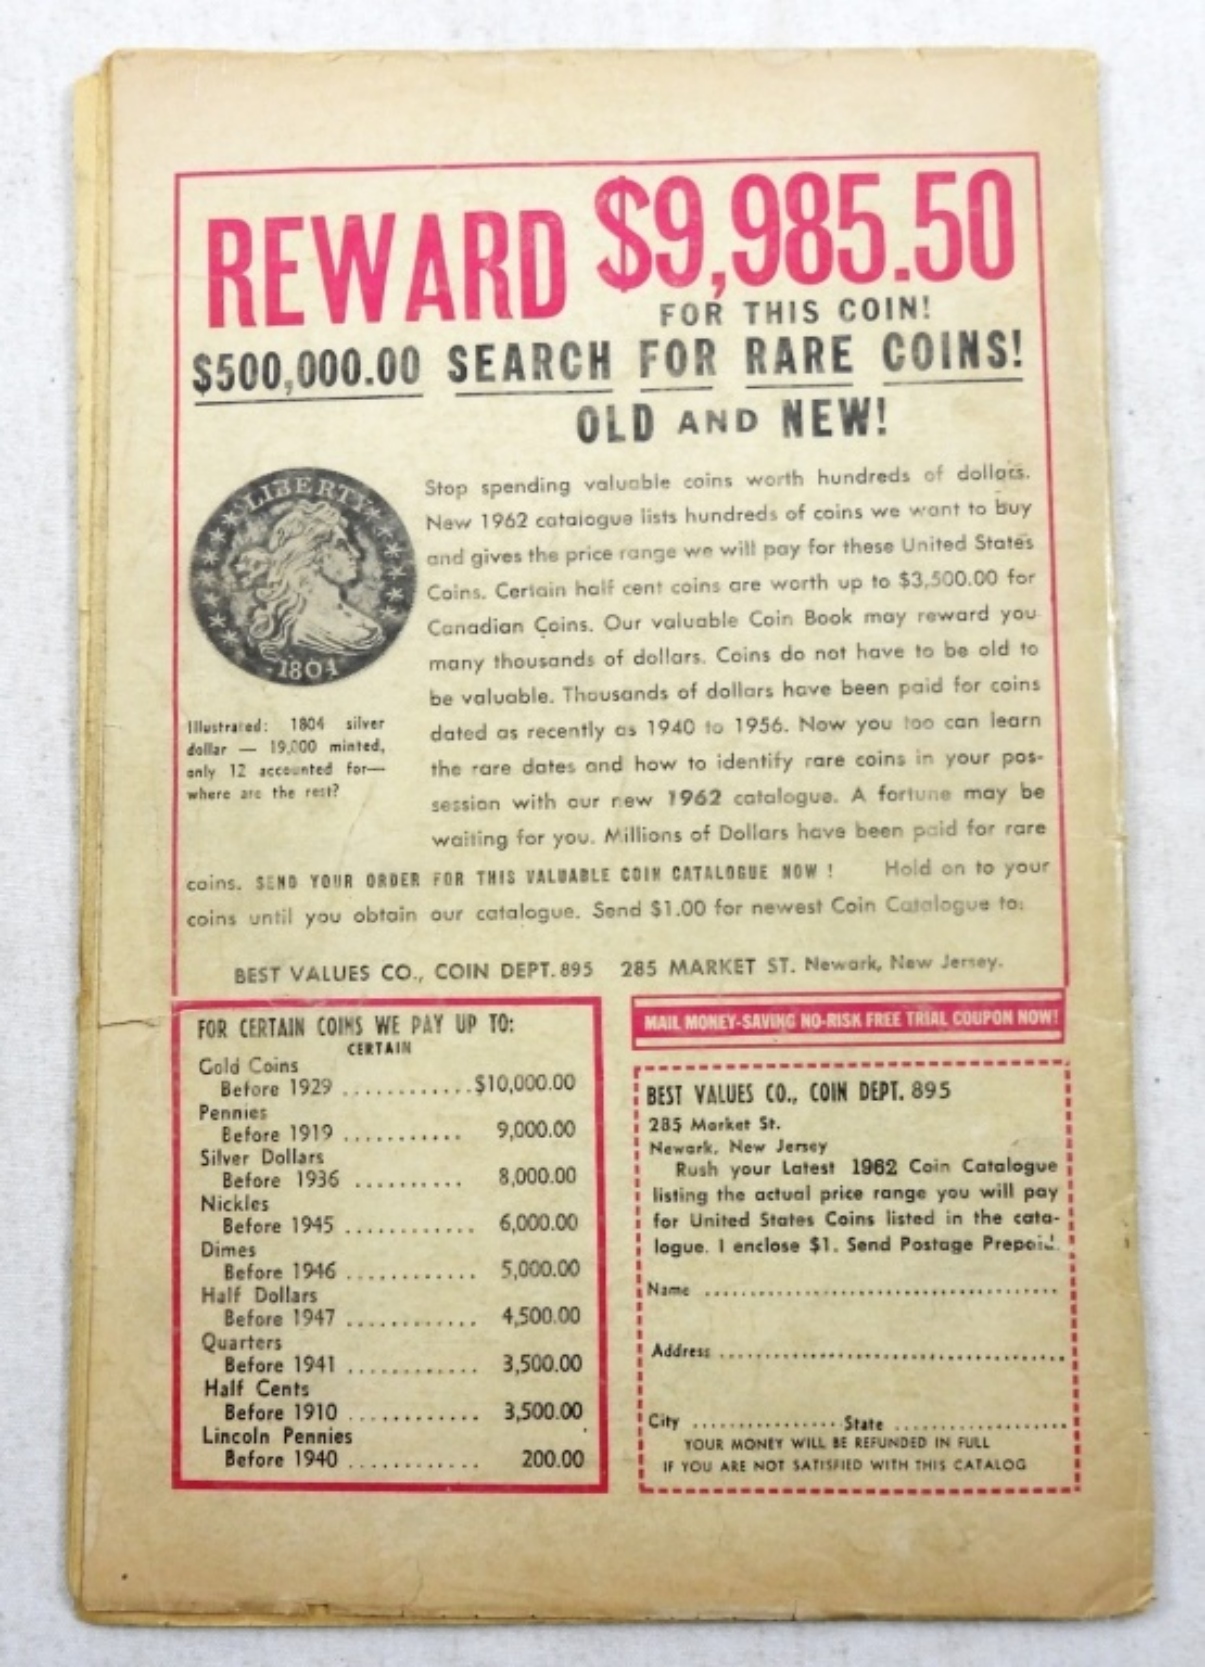 REWARD $9,985.50
FOR THIS COIN!
$500,000.00 SEARCH FOR RARE COINS!
OLD AND NEW!
LIBERTY
1804
Illustrated: 1804 silver
dollar — 19,000 minted,
only 12 accounted for—
where are the rest?
Stop spending valuable coins worth hundreds of dollars.
New 1962 catalogue lists hundreds of coins we want to buy
and gives the price range we will pay for these United States
Coins. Certain half cent coins are worth up to $3,500.00 for
Canadian Coins. Our valuable Coin Book may reward you
many thousands of dollars. Coins do not have to be old to
be valuable. Thousands of dollars have been paid for coins
dated as recently as 1940 to 1956. Now you too can learn
the rare dates and how to identify rare coins in your pos-
session with our new 1962 catalogue. A fortune may be
waiting for you. Millions of Dollars have been paid for rare
coins. SEND YOUR ORDER FOR THIS VALUABLE COIN CATALOGUE NOW ! Hold on to your
coins until you obtain our catalogue. Send $1.00 for newest Coin Catalogue to:
BEST VALUES CO., COIN DEPT. 895 285 MARKET ST. Newark, New Jersey.
FOR CERTAIN COINS WE PAY UP TO:
CERTAIN
Gold Coins
Before 1929 ............$10,000.00
Pennies
Before 1919 ........... 9,000.00
Silver Dollars
Before 1936 .......... 8,000.00
Nickles
Before 1945 ............ 6,000.00
Dimes
Before 1946 ............ 5,000.00
Half Dollars
Before 1947 ............ 4,500.00
Quarters
Before 1941 ............ 3,500.00
Half Cents
Before 1910 ............ 3,500.00
Lincoln Pennies
Before 1940 ............ 200.00
MAIL MONEY-SAVING NO-RISK FREE TRIAL COUPON NOW!
BEST VALUES CO., COIN DEPT. 895
285 Market St.
Newark, New Jersey
Rush your Latest 1962 Coin Catalogue
listing the actual price range you will pay
for United States Coins listed in the cata-
logue. I enclose $1. Send Postage Prepaid.
Name ........................................
Address ........................................
City ................ State ...................
YOUR MONEY WILL BE REFUNDED IN FULL
IF YOU ARE NOT SATISFIED WITH THIS CATALOG